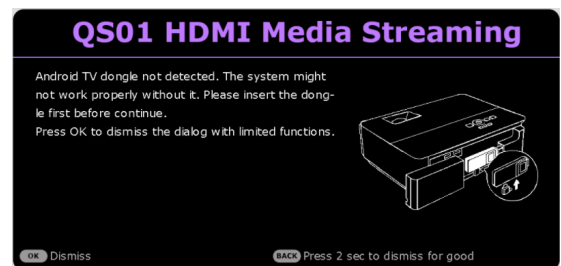 QS01 HDMI Media Streaming
Android TV dongle not detected. The system might
not work properly without it. Please insert the dong-
le first before continue.
Press OK to dismiss the dialog with limited functions.
OK Dismiss
BACK Press 2 sec to dismiss for good